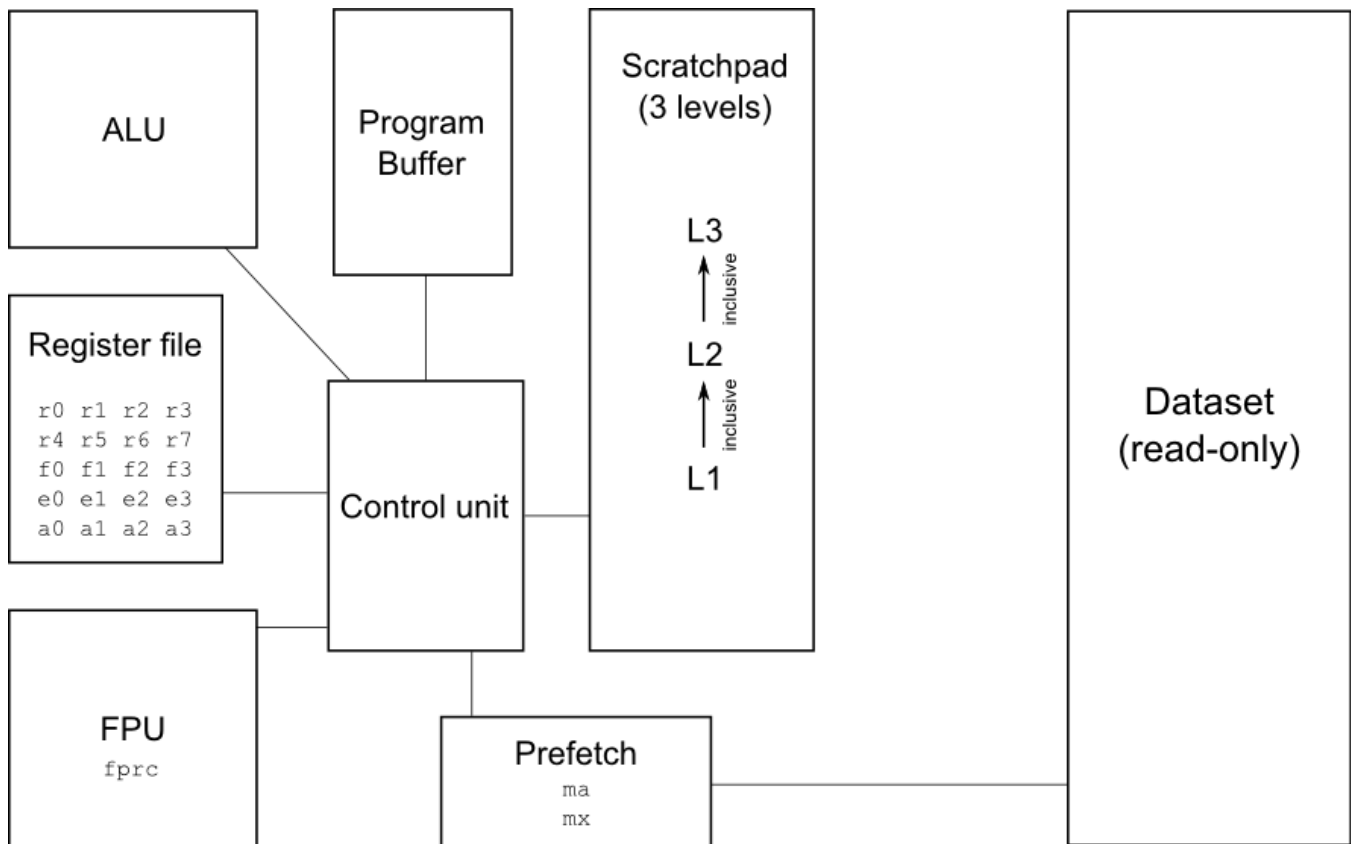 ALU
Program
Buffer
Scratchpad
(3 levels)
L3
inclusive
L2
inclusive
L1
Register file
r0 r1 r2 r3
r4 r5 r6 r7
f0 f1 f2 f3
e0 e1 e2 e3
a0 a1 a2 a3
Control unit
Dataset
(read-only)
FPU
fprc
Prefetch
ma
mx